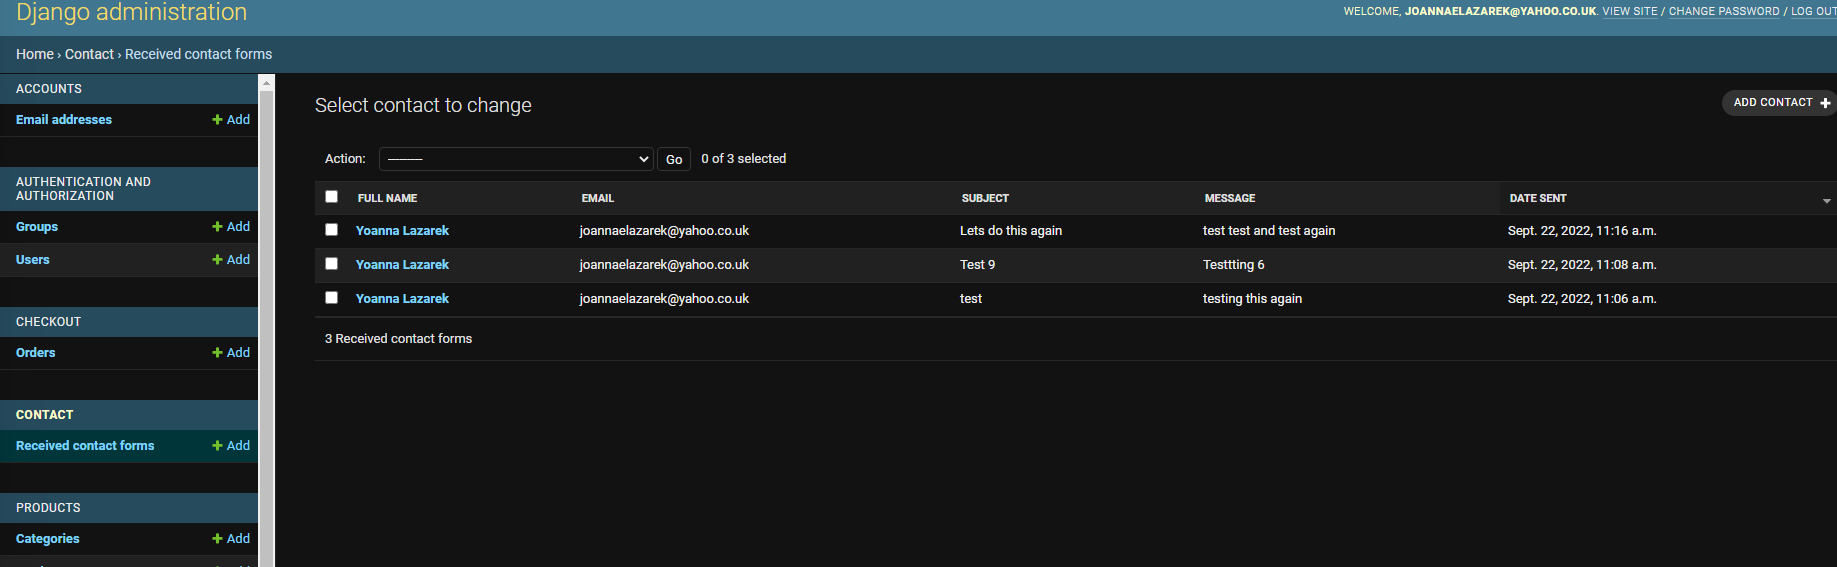 Django administration
WELCOME, JOANNAELAZAREK@YAHOO.CO.UK. VIEW SITE / CHANGE PASSWORD / LOG OUT
Home › Contact › Received contact forms
ACCOUNTS
Email addresses + Add
AUTHENTICATION AND
AUTHORIZATION
Groups + Add
Users + Add
CHECKOUT
Orders + Add
CONTACT
Received contact forms + Add
PRODUCTS
Categories + Add
Select contact to change
ADD CONTACT +
Action: --------- Go 0 of 3 selected
FULL NAME EMAIL SUBJECT MESSAGE DATE SENT
Yoanna Lazarek joannaelazarek@yahoo.co.uk Lets do this again test test and test again Sept. 22, 2022, 11:16 a.m.
Yoanna Lazarek joannaelazarek@yahoo.co.uk Test 9 Testtting 6 Sept. 22, 2022, 11:08 a.m.
Yoanna Lazarek joannaelazarek@yahoo.co.uk test testing this again Sept. 22, 2022, 11:06 a.m.
3 Received contact forms